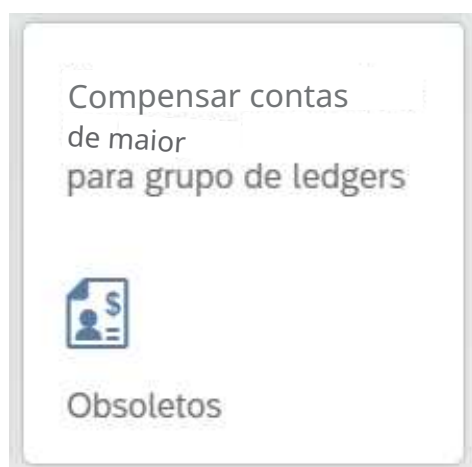 Compensar contas
de maior
para grupo de ledgers
$
Obsoletos